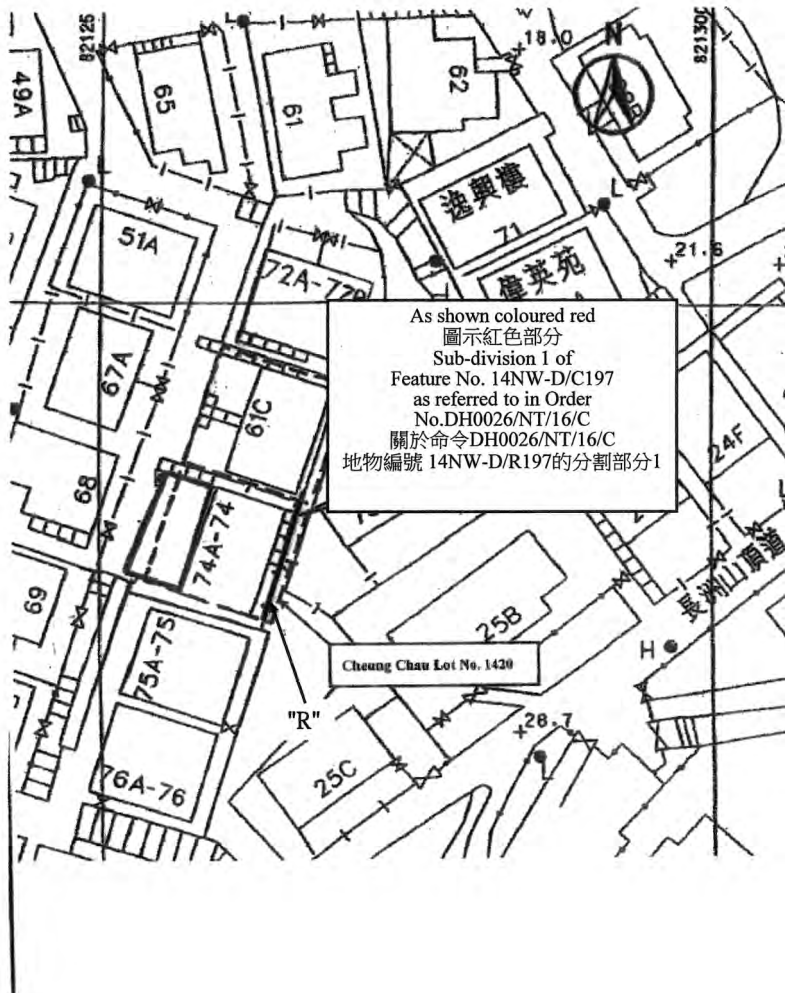 82125
821300
49A
65
61
62
18.0
N
L
L
L
逸興樓
71
51A
偉英苑
21.6
72A-77B
As shown coloured red
圖示紅色部分
Sub-division 1 of
Feature No. 14NW-D/C197
as referred to in Order
No.DH0026/NT/16/C
關於命令DH0026/NT/16/C
地物編號 14NW-D/R197的分割部分1
67A
61C
24F
68
74A-74
長洲山頂道
69
75A-75
25B
H
Cheung Chau Lot No. 1420
"R"
28.7
L
76A-76
25C